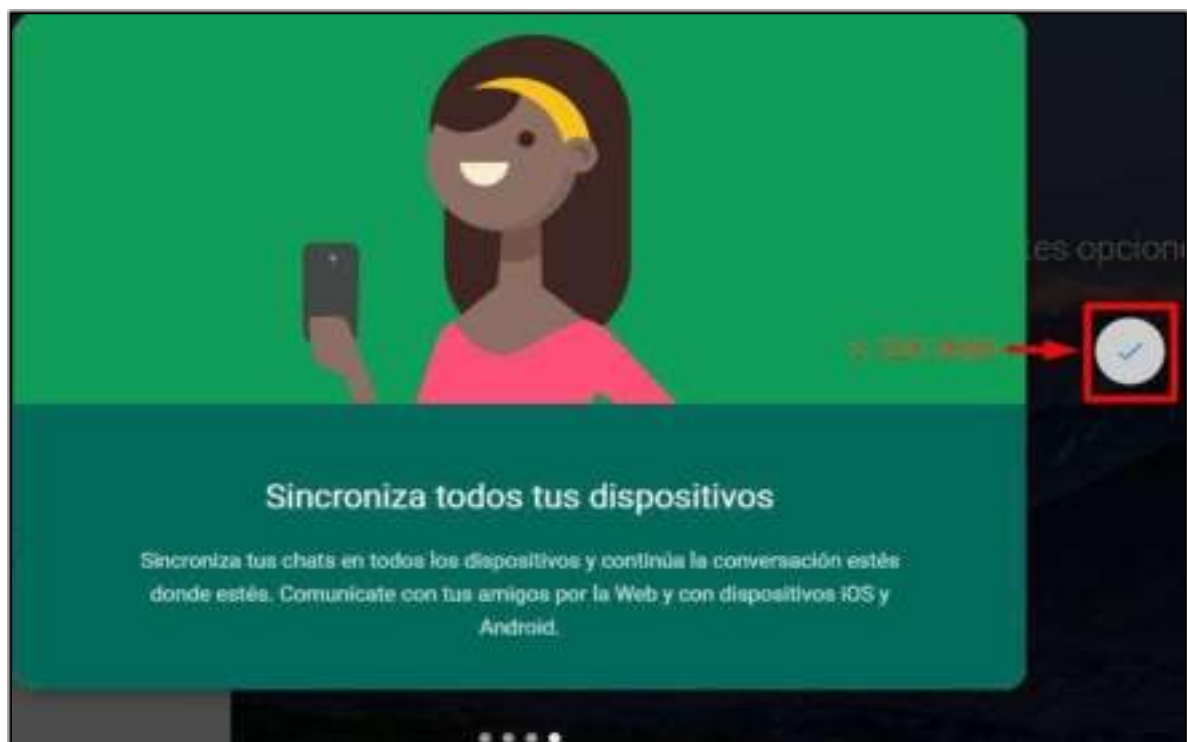 tes opcion
Sincroniza todos tus dispositivos
Sincroniza tus chats en todos los dispositivos y continúa la conversación estés
donde estés. Comunícate con tus amigos por la Web y con dispositivos iOS y
Android.